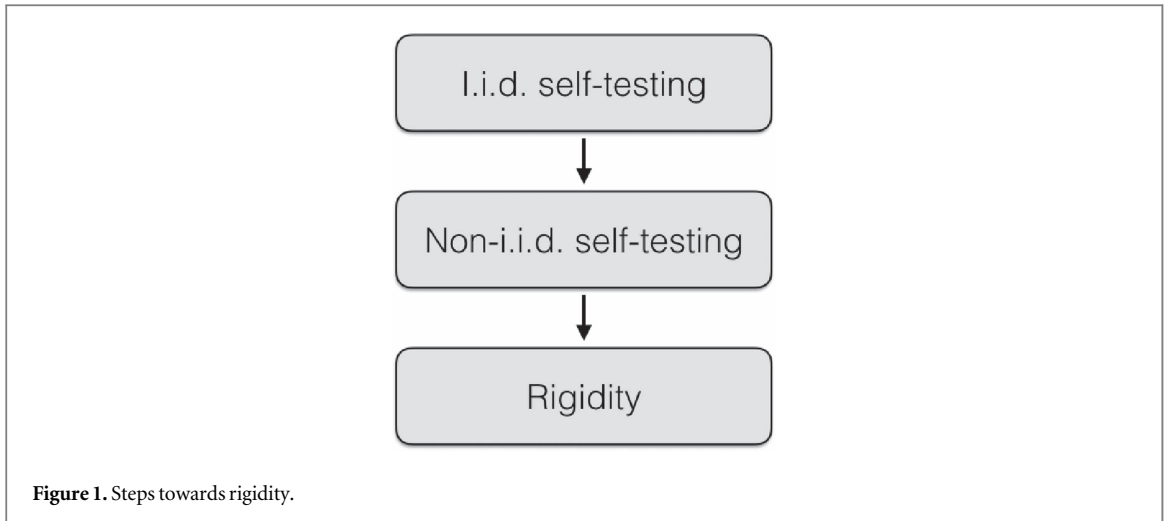 I.i.d. self-testing
Non-i.i.d. self-testing
Rigidity
Figure 1. Steps towards rigidity.